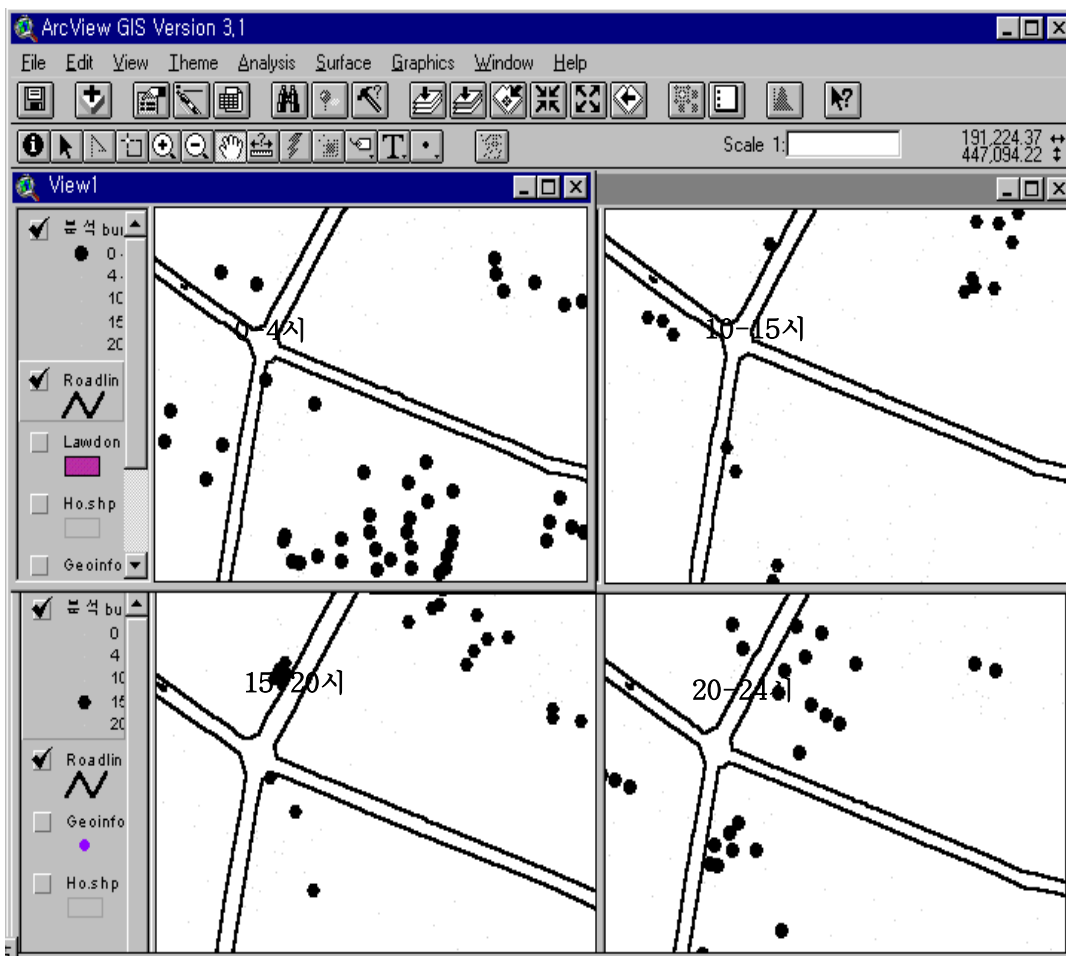 ArcView GIS Version 3,1
File Edit View Theme Analysis Surface Graphics Window Help
Scale 1:
191,224.37
447,094.22
View1
분석 bui
0 -
4 -
10
15
20
Roadlin
Lawdon
Ho.shp
Geoinfo
0-4시
10-15시
분석 bu
0
4
10
15
20
Roadlin
Geoinfo
Ho.shp
15-20시
20-24시